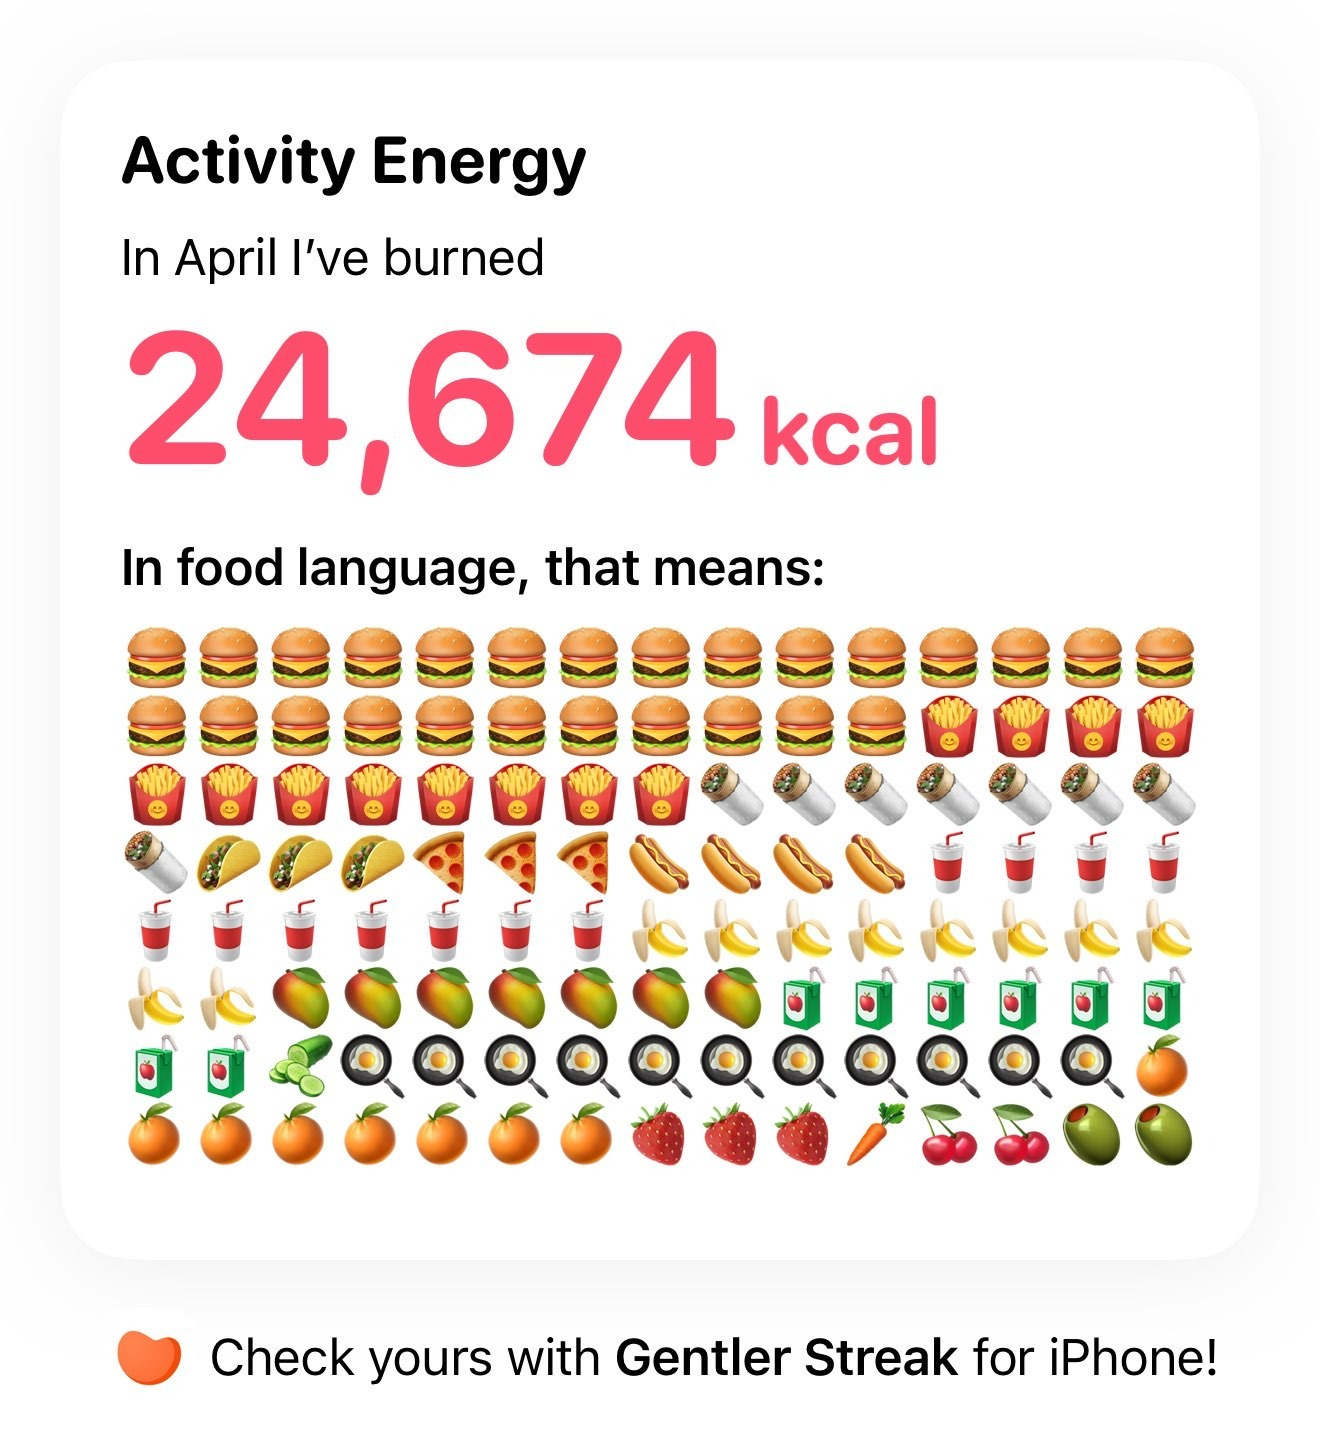 Activity Energy
In April I’ve burned
24,674 kcal
In food language, that means:
Check yours with Gentler Streak for iPhone!